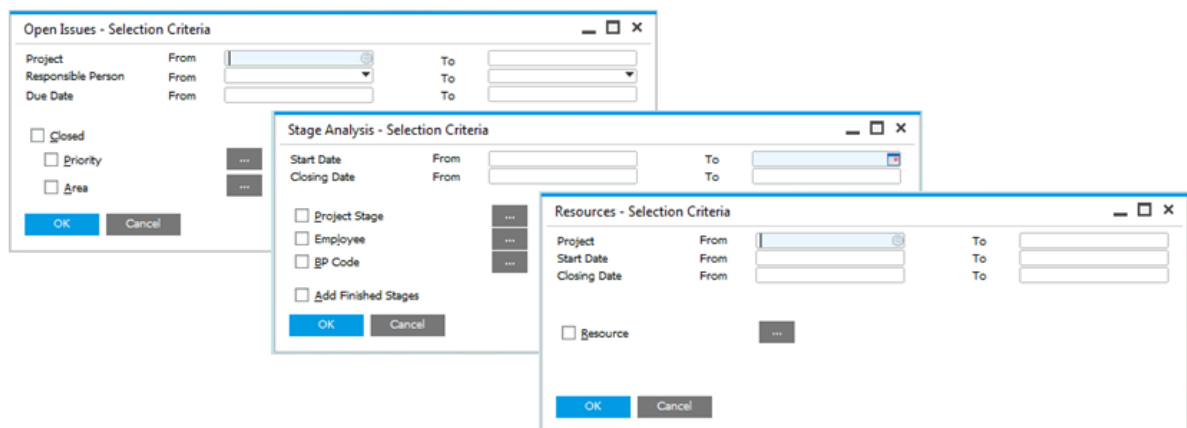 Open Issues - Selection Criteria
Project From To
Responsible Person From To
Due Date From To
Closed
Priority ...
Area ...
OK Cancel
Stage Analysis - Selection Criteria
Start Date From To
Closing Date From To
Project Stage ...
Employee ...
BP Code ...
Add Finished Stages
OK Cancel
Resources - Selection Criteria
Project From To
Start Date From To
Closing Date From To
Resource ...
OK Cancel